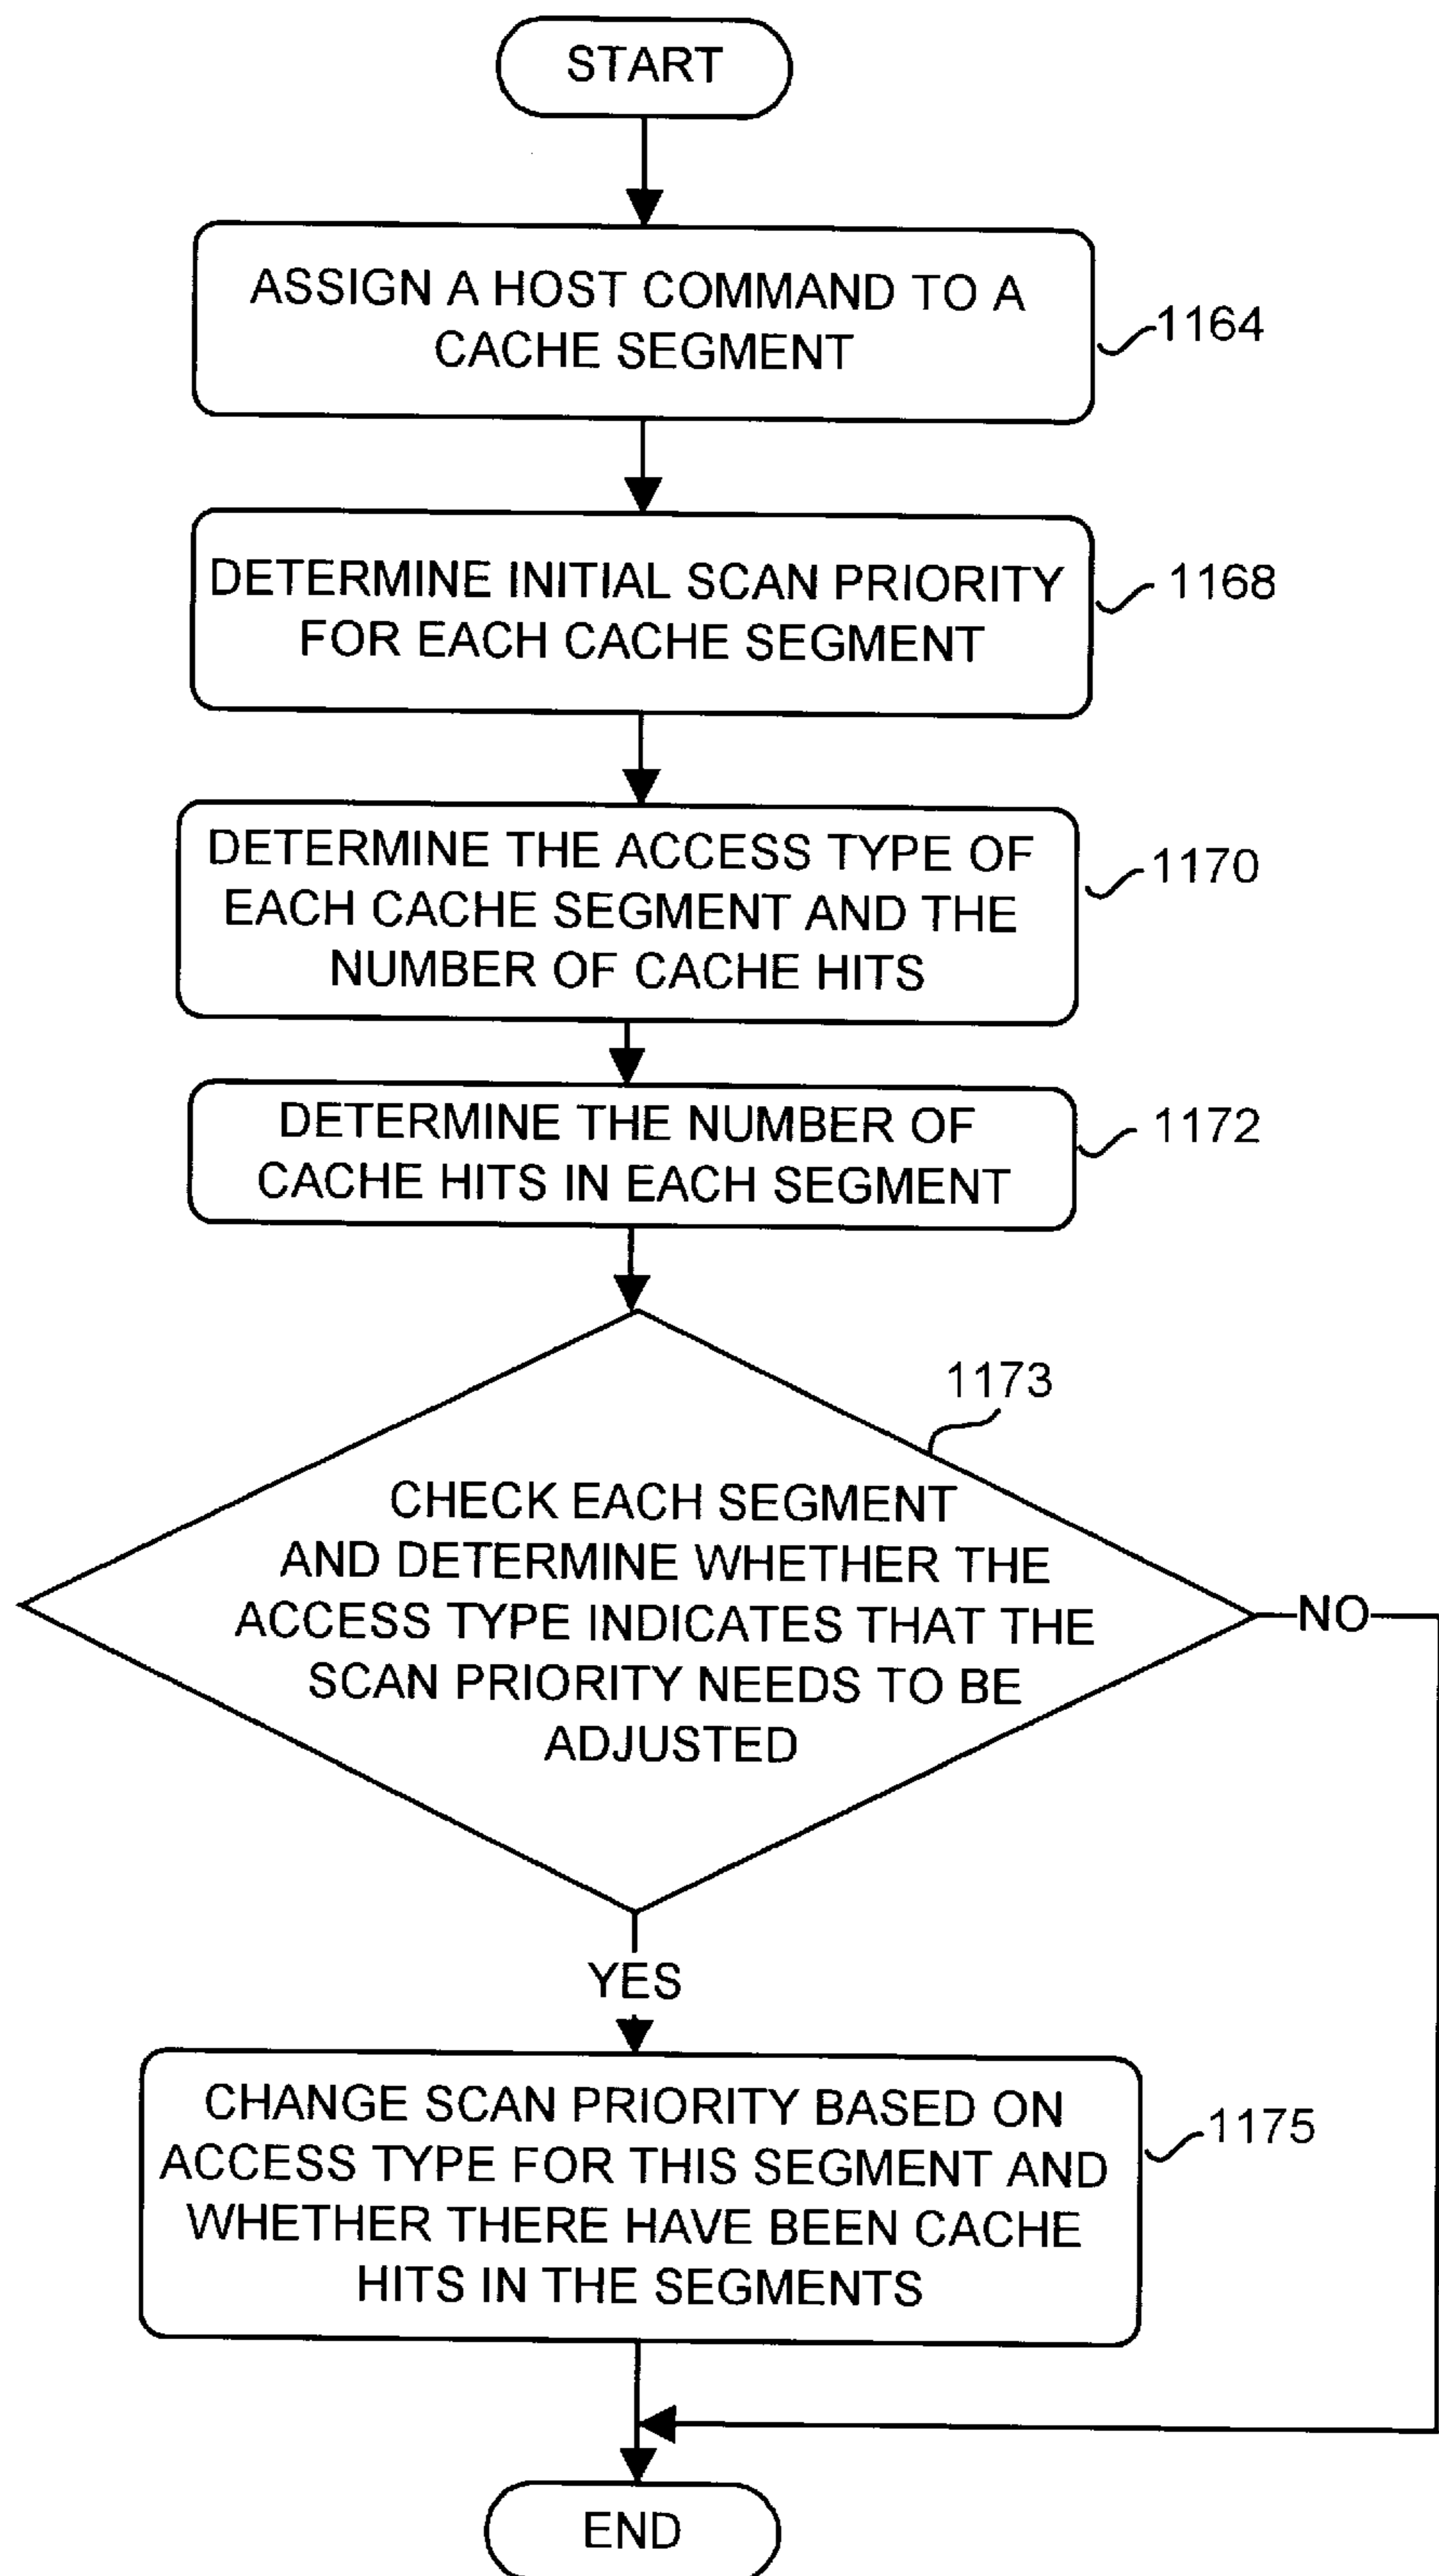 START
ASSIGN A HOST COMMAND TO A
CACHE SEGMENT
1164
DETERMINE INITIAL SCAN PRIORITY
FOR EACH CACHE SEGMENT
1168
DETERMINE THE ACCESS TYPE OF
EACH CACHE SEGMENT AND THE
NUMBER OF CACHE HITS
1170
DETERMINE THE NUMBER OF
CACHE HITS IN EACH SEGMENT
1172
1173
CHECK EACH SEGMENT
AND DETERMINE WHETHER THE
ACCESS TYPE INDICATES THAT THE
SCAN PRIORITY NEEDS TO BE
ADJUSTED
NO
YES
CHANGE SCAN PRIORITY BASED ON
ACCESS TYPE FOR THIS SEGMENT AND
WHETHER THERE HAVE BEEN CACHE
HITS IN THE SEGMENTS
1175
END